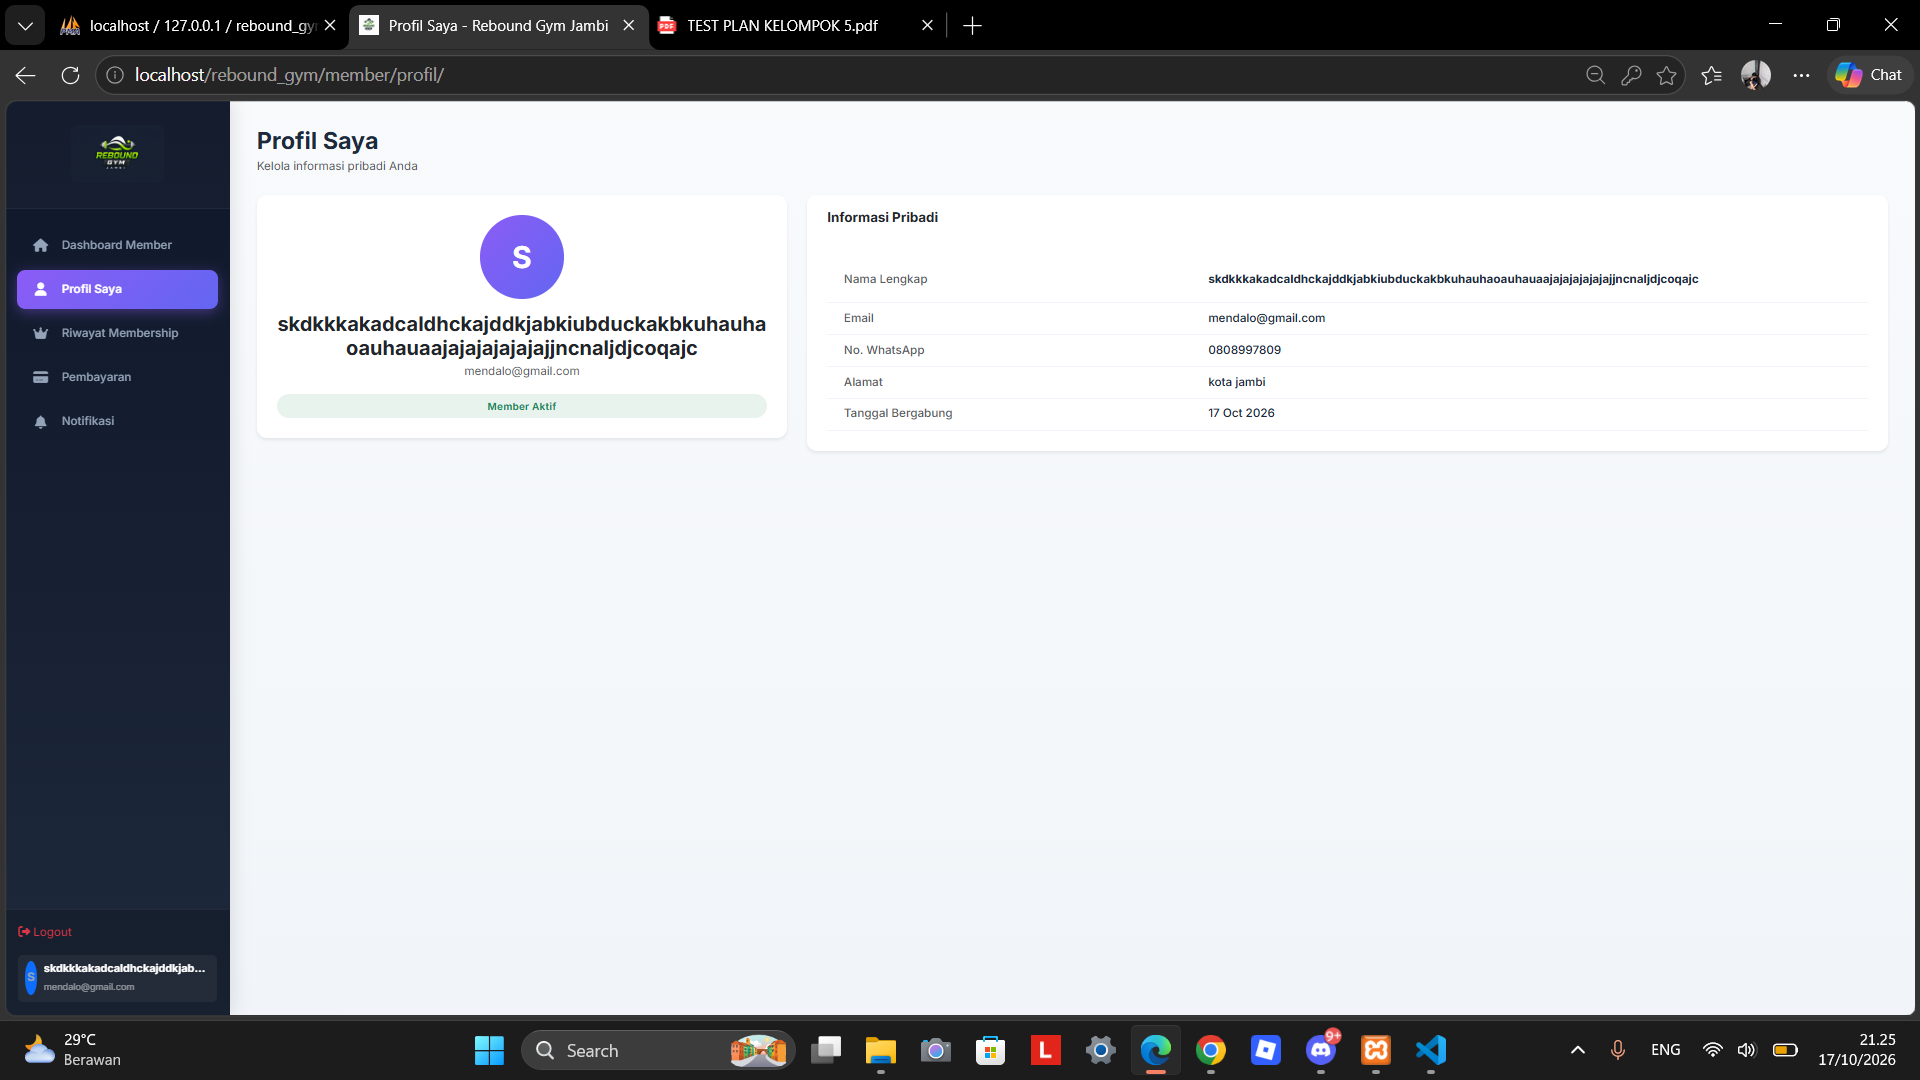 localhost / 127.0.0.1 / rebound_gy
Profil Saya - Rebound Gym Jambi
TEST PLAN KELOMPOK 5.pdf
localhost/rebound_gym/member/profil/
Chat
REBOUND
GYM
JAMBI
Dashboard Member
Profil Saya
Riwayat Membership
Pembayaran
Notifikasi
Logout
S
skdkkkakadcaldhckajddkjab...
mendalo@gmail.com
Profil Saya
Kelola informasi pribadi Anda
S
skdkkkakadcaldhckajddkjabkiubduckakbkuhauha
oauhauaajajajajajajajjncnaljdjcoqajc
mendalo@gmail.com
Member Aktif
Informasi Pribadi
Nama Lengkap skdkkkakadcaldhckajddkjabkiubduckakbkuhauhaoauhauaajajajajajajajjncnaljdjcoqajc
Email mendalo@gmail.com
No. WhatsApp 0808997809
Alamat kota jambi
Tanggal Bergabung 17 Oct 2026
29°C
Berawan
Search
L
9+
ENG
21.25
17/10/2026